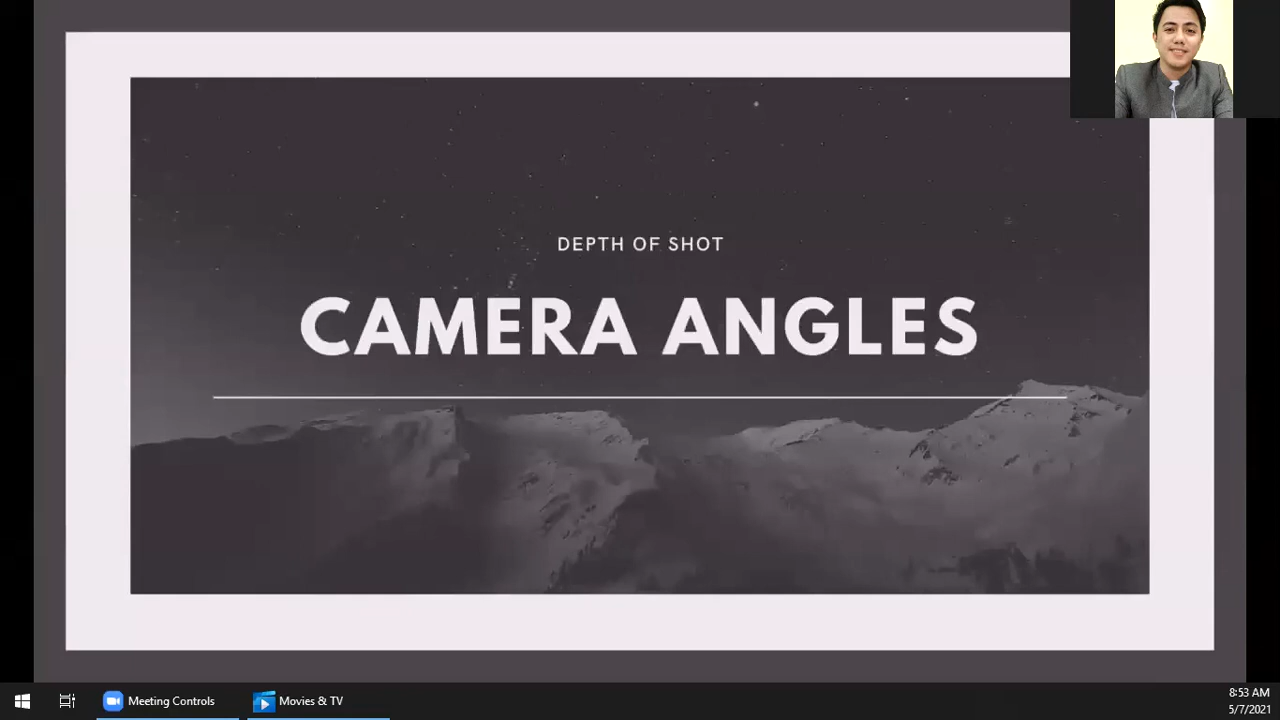 DEPTH OF SHOT
CAMERA ANGLES
Meeting Controls
Movies & TV
8:53 AM
5/7/2021